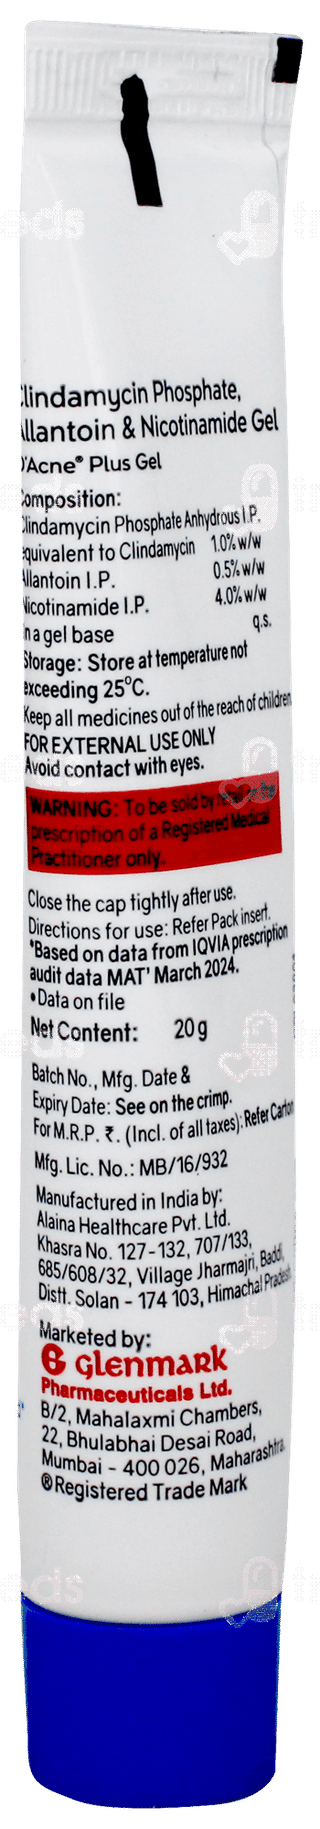 Clindamycin Phosphate,
Allantoin & Nicotinamide Gel
D'Acne® Plus Gel
Composition:
Clindamycin Phosphate Anhydrous I.P.
equivalent to Clindamycin 1.0% w/w
Allantoin I.P. 0.5% w/w
Nicotinamide I.P. 4.0% w/w
In a gel base q.s.
Storage: Store at temperature not
exceeding 25°C.
Keep all medicines out of the reach of children
FOR EXTERNAL USE ONLY
Avoid contact with eyes.
WARNING: To be sold by
prescription of a Registered Medical
Practitioner only.
Close the cap tightly after use.
Directions for use: Refer Pack insert.
*Based on data from IQVIA prescription
audit data MAT' March 2024.
•Data on file
Net Content: 20 g
Batch No., Mfg. Date &
Expiry Date: See on the crimp.
For M.R.P. ₹. (Incl. of all taxes): Refer Carton
Mfg. Lic. No.: MB/16/932
Manufactured in India by:
Alaina Healthcare Pvt. Ltd.
Khasra No. 127-132, 707/133,
685/608/32, Village Jharmajri, Baddi,
Distt. Solan - 174 103, Himachal Pradesh
Marketed by:
G glenmark
Pharmaceuticals Ltd.
B/2, Mahalaxmi Chambers,
22, Bhulabhai Desai Road,
Mumbai - 400 026, Maharashtra.
®Registered Trade Mark